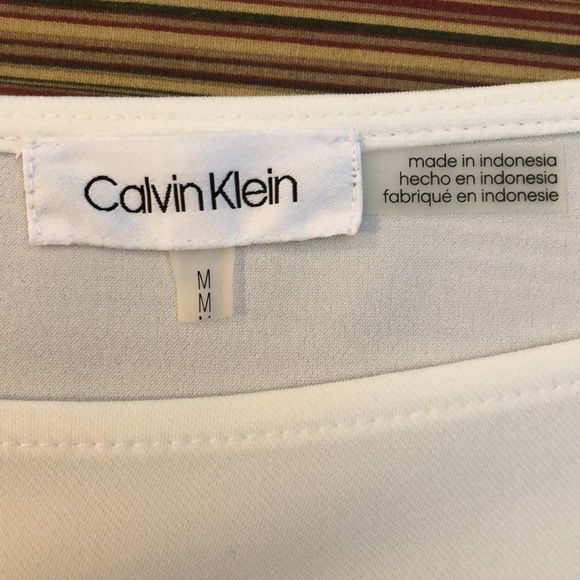 Calvin Klein
made in indonesia
hecho en indonesia
fabriqué en indonesie
M
M